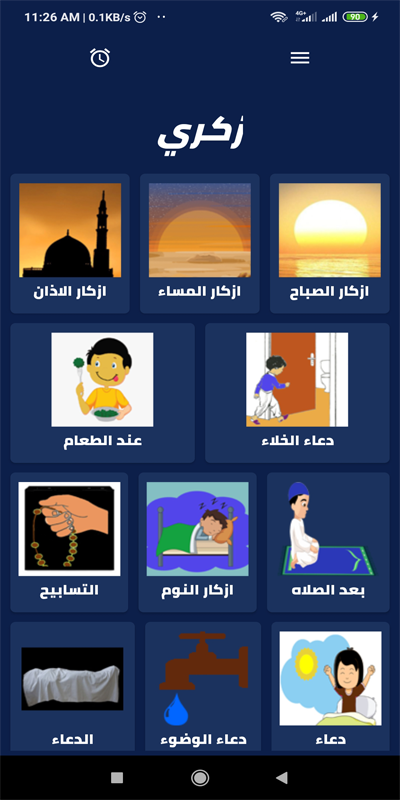 11:26 AM | 0.1KB/s
4G+
90
زكري
ازكار الصباح
ازكار المساء
ازكار الاذان
دعاء الخلاء
عند الطعام
بعد الصلاه
ازكار النوم
التسابيح
دعاء
دعاء الوضوء
الدعاء